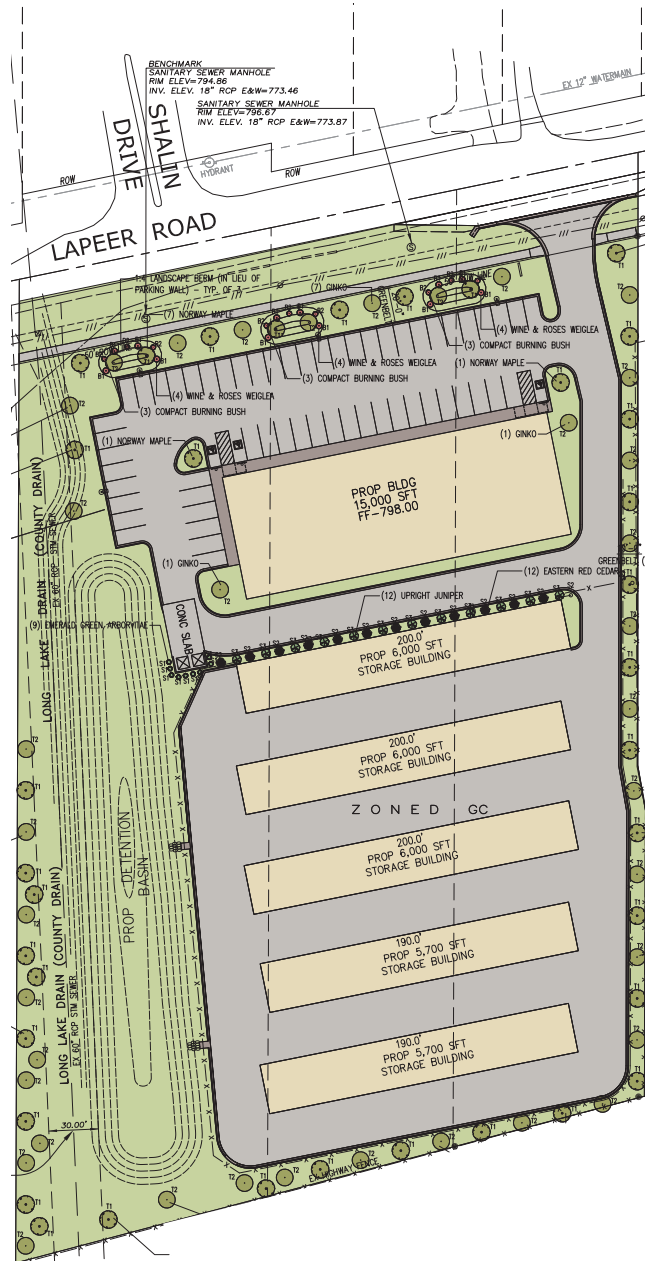 BENCHMARK
SANITARY SEWER MANHOLE
RIM ELEV=794.86
INV. ELEV. 18" RCP E&W=773.46
SANITARY SEWER MANHOLE
RIM ELEV=796.67
INV. ELEV. 18" RCP E&W=773.87
EX 12" WATERMAIN
SHALIN
DRIVE
HYDRANT
ROW
ROW
LAPEER ROAD
1:4 LANDSCAPE BERM (IN LIEU OF
PARKING WALL) - TYP. OF 3
(7) GINKO
GREENBELT
(7) NORWAY MAPLE
(4) WINE & ROSES WEIGLEA
(3) COMPACT BURNING BUSH
(4) WINE & ROSES WEIGLEA
(3) COMPACT BURNING BUSH
(1) NORWAY MAPLE
(4) WINE & ROSES WEIGLEA
(3) COMPACT BURNING BUSH
(1) NORWAY MAPLE
(1) GINKO
PROP BLDG
15,000 SFT
FF-798.00
LONG LAKE DRAIN (COUNTY DRAIN)
EX 60" RCP STM SEWER
(1) GINKO
GREENBELT
(12) EASTERN RED CEDAR
(12) UPRIGHT JUNIPER
CONC SLAB
(9) EMERALD GREEN ARBORVITAE
200.0'
PROP 6,000 SFT
STORAGE BUILDING
200.0'
PROP 6,000 SFT
STORAGE BUILDING
ZONED GC
200.0'
PROP 6,000 SFT
STORAGE BUILDING
PROP DETENTION
BASIN
190.0'
PROP 5,700 SFT
STORAGE BUILDING
LONG LAKE DRAIN (COUNTY DRAIN)
EX 60" RCP STM SEWER
190.0'
PROP 5,700 SFT
STORAGE BUILDING
30.00'
EX HIGHWAY FENCE